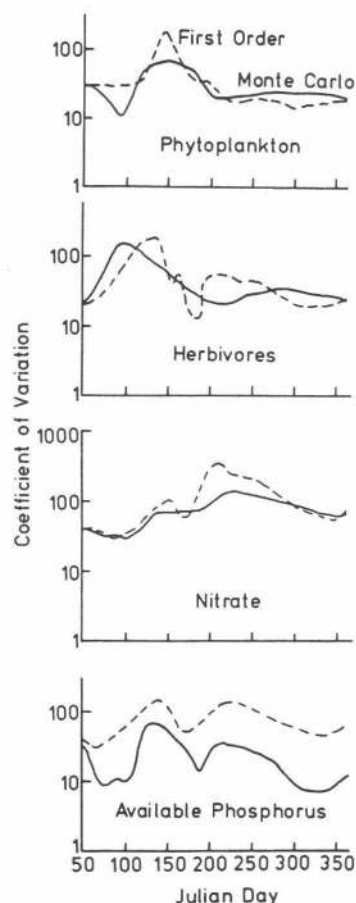 First Order
100
Monte Carlo
10
Phytoplankton
1
100
10
Herbivores
1
Coefficient of Variation
1000
100
10
Nitrate
1
100
10
Available Phosphorus
1
50 100 150 200 250 300 350
Julian Day